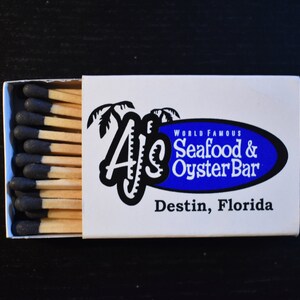 AJ's
WORLD FAMOUS
Seafood &
Oyster Bar
Destin, Florida